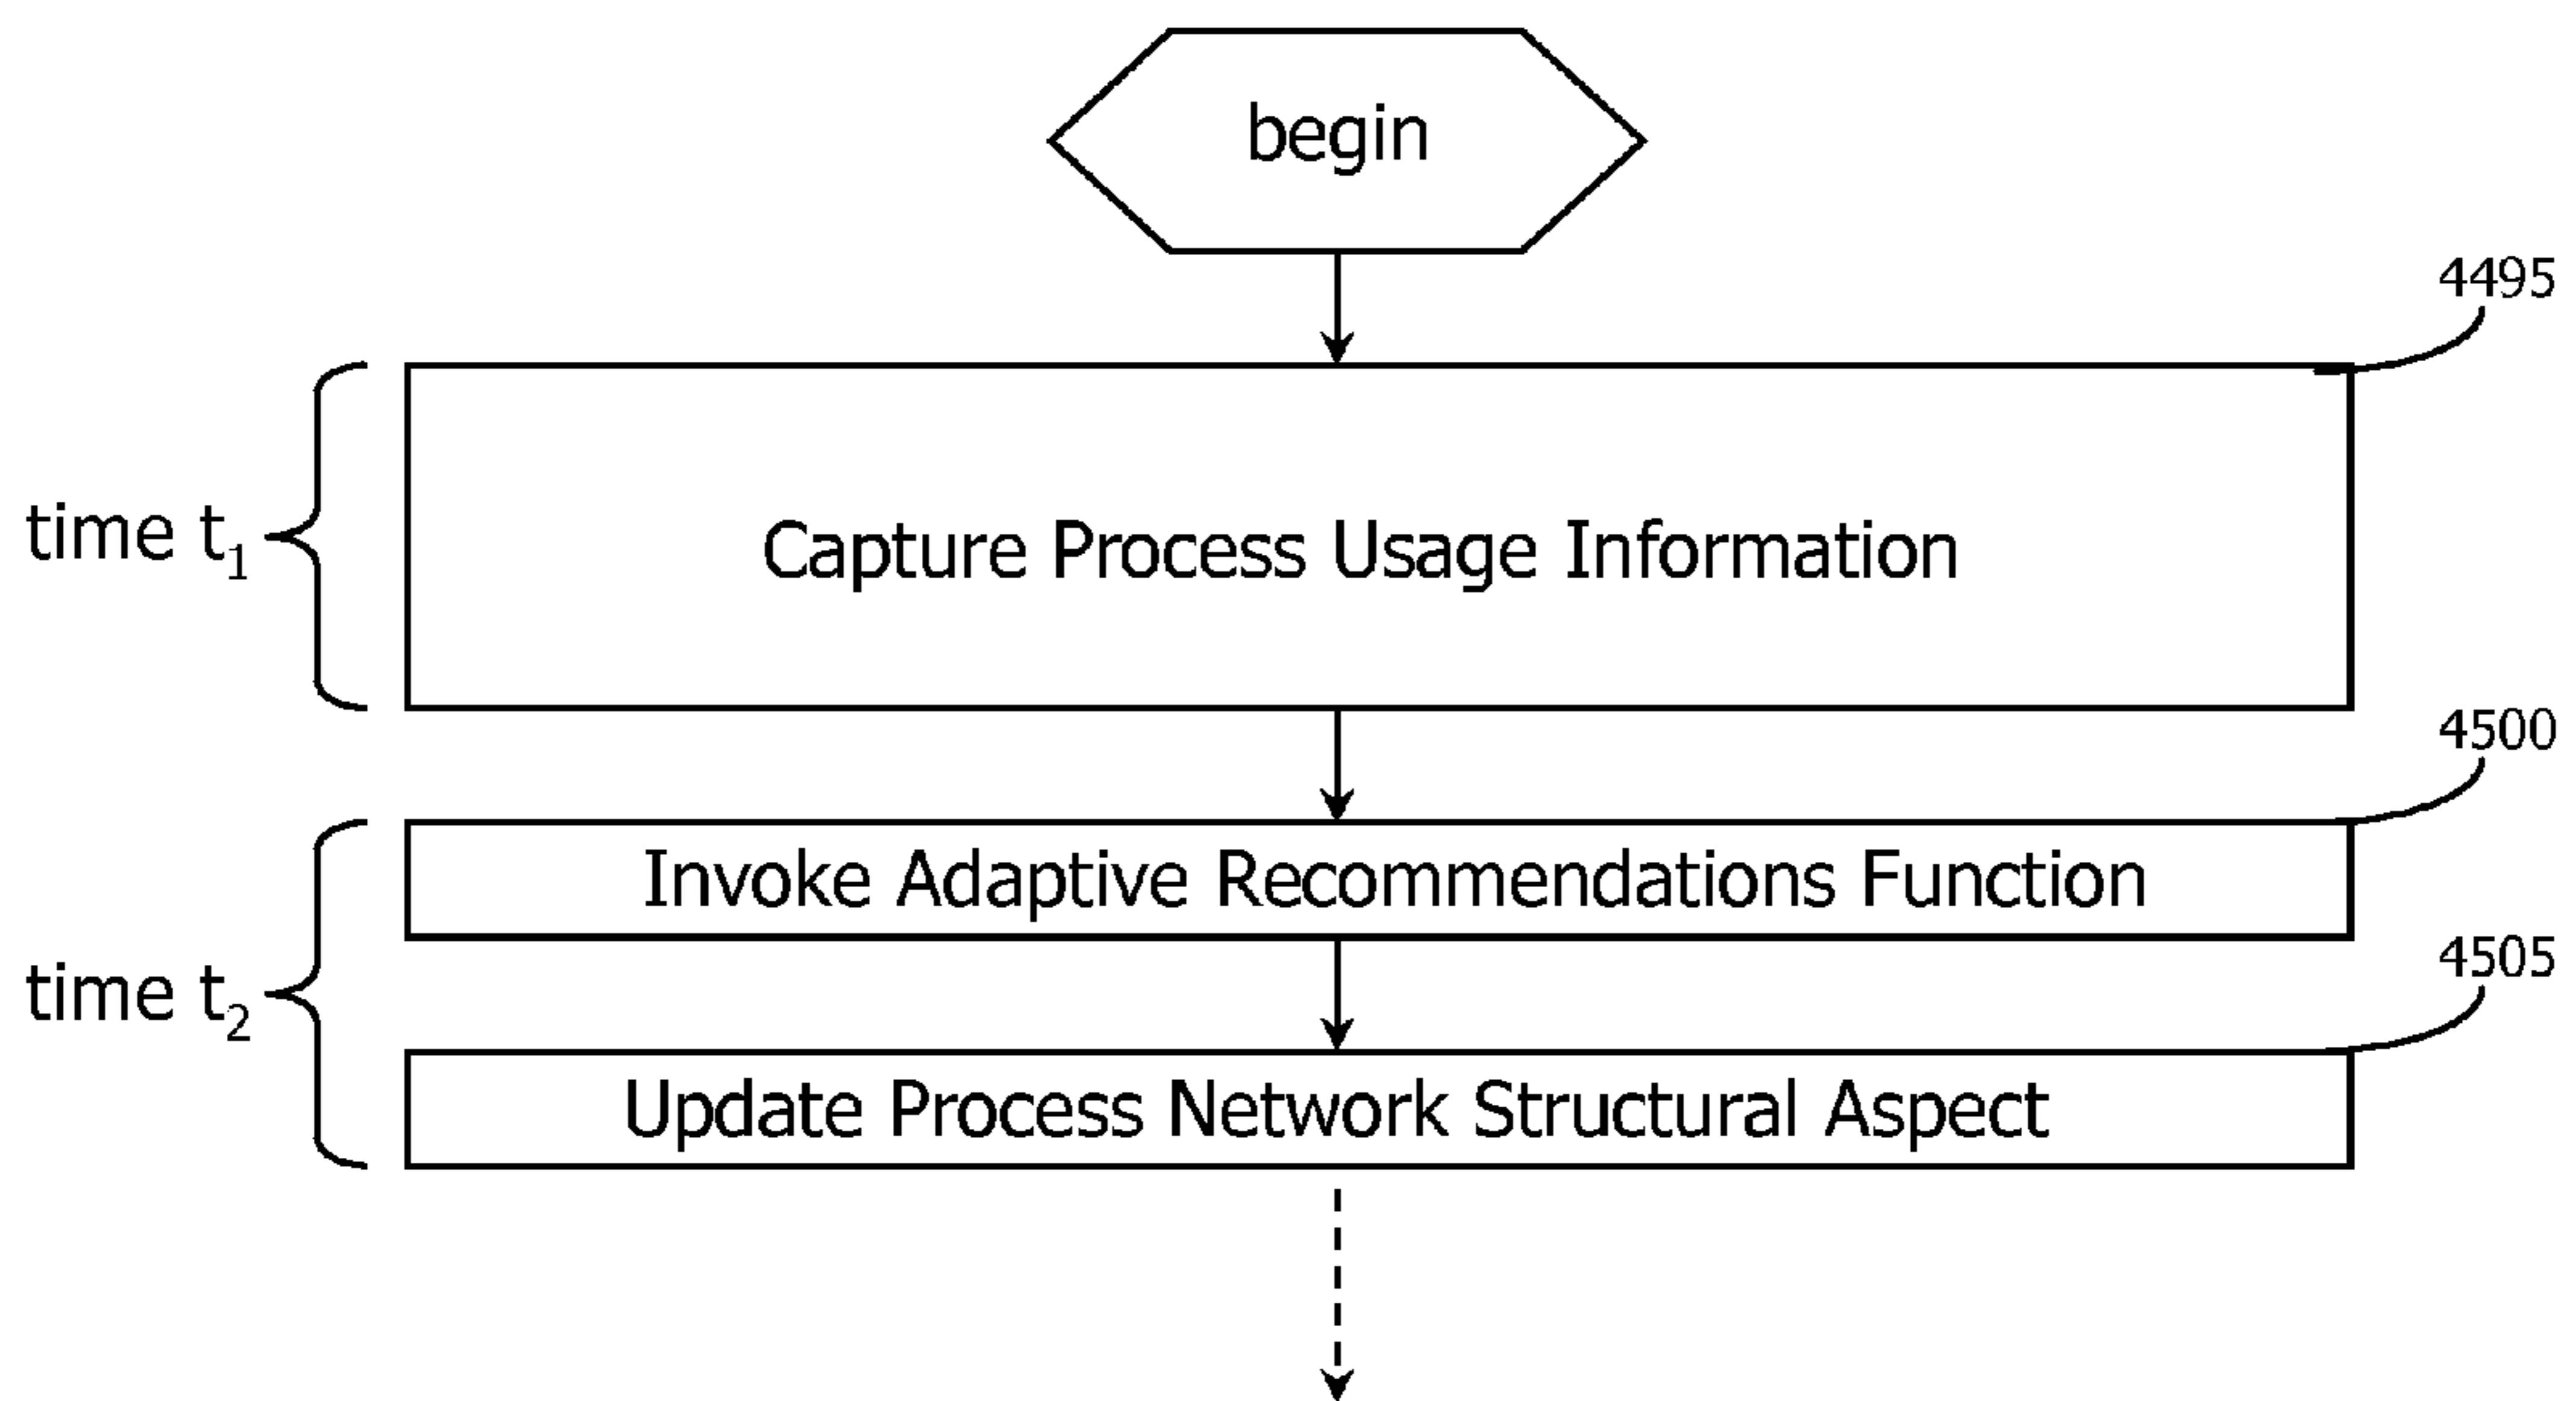 begin
4495
time t1
Capture Process Usage Information
4500
Invoke Adaptive Recommendations Function
4505
time t2
Update Process Network Structural Aspect